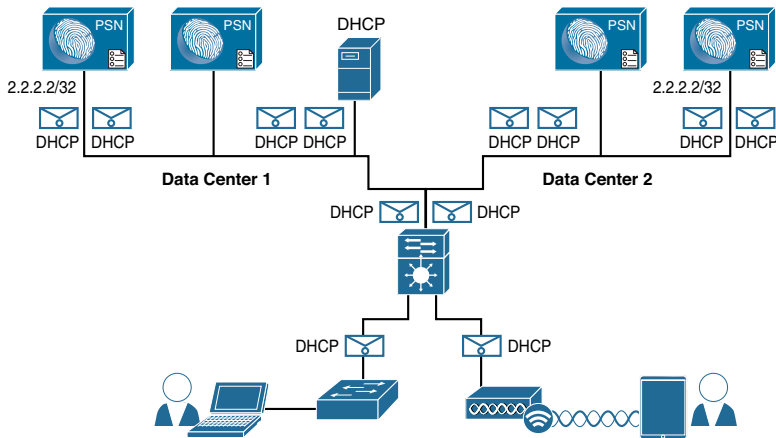 PSN
PSN
DHCP
PSN
PSN
2.2.2.2/32
2.2.2.2/32
DHCP
DHCP
DHCP
DHCP
DHCP
DHCP
DHCP
DHCP
Data Center 1
Data Center 2
DHCP
DHCP
DHCP
DHCP